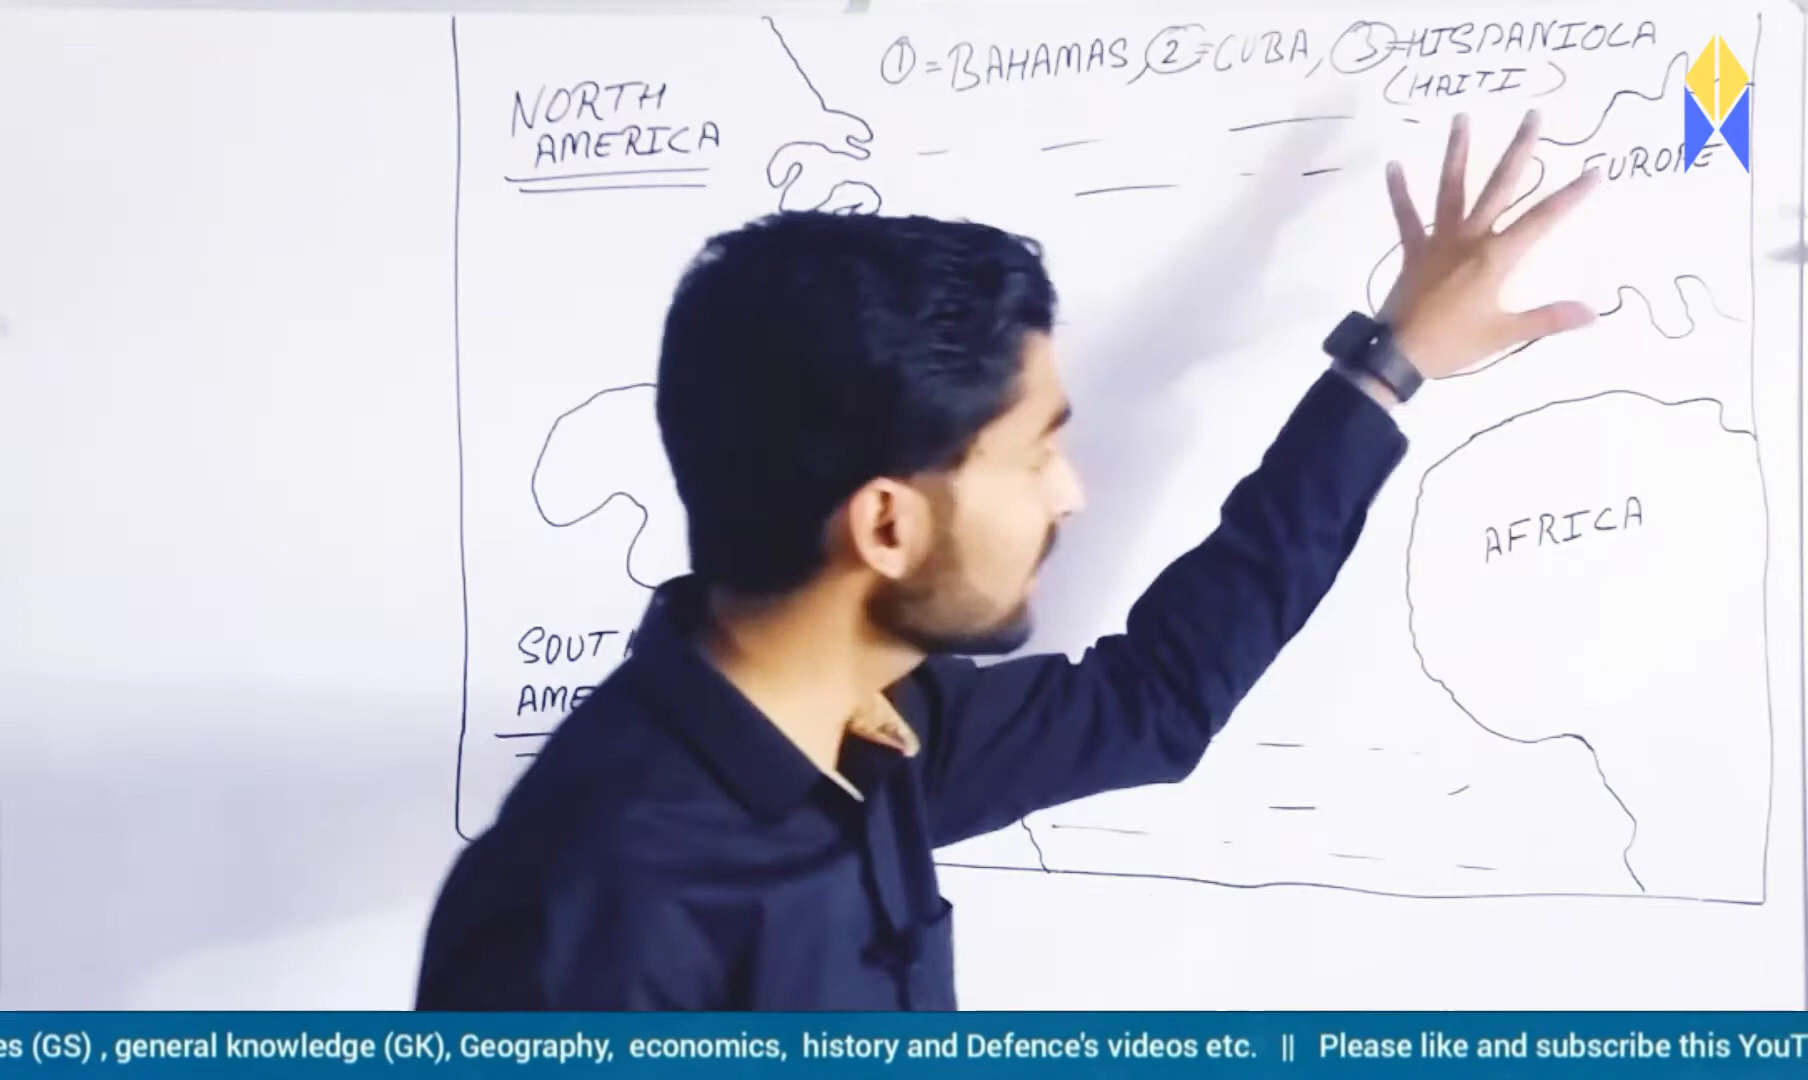 ①=BAHAMAS, ②=CUBA, ③=HISPANIOLA
(HAITI)
NORTH
AMERICA
EUROPE
AFRICA
SOUT
AME
es (GS) , general knowledge (GK), Geography, economics, history and Defence's videos etc. || Please like and subscribe this YouT